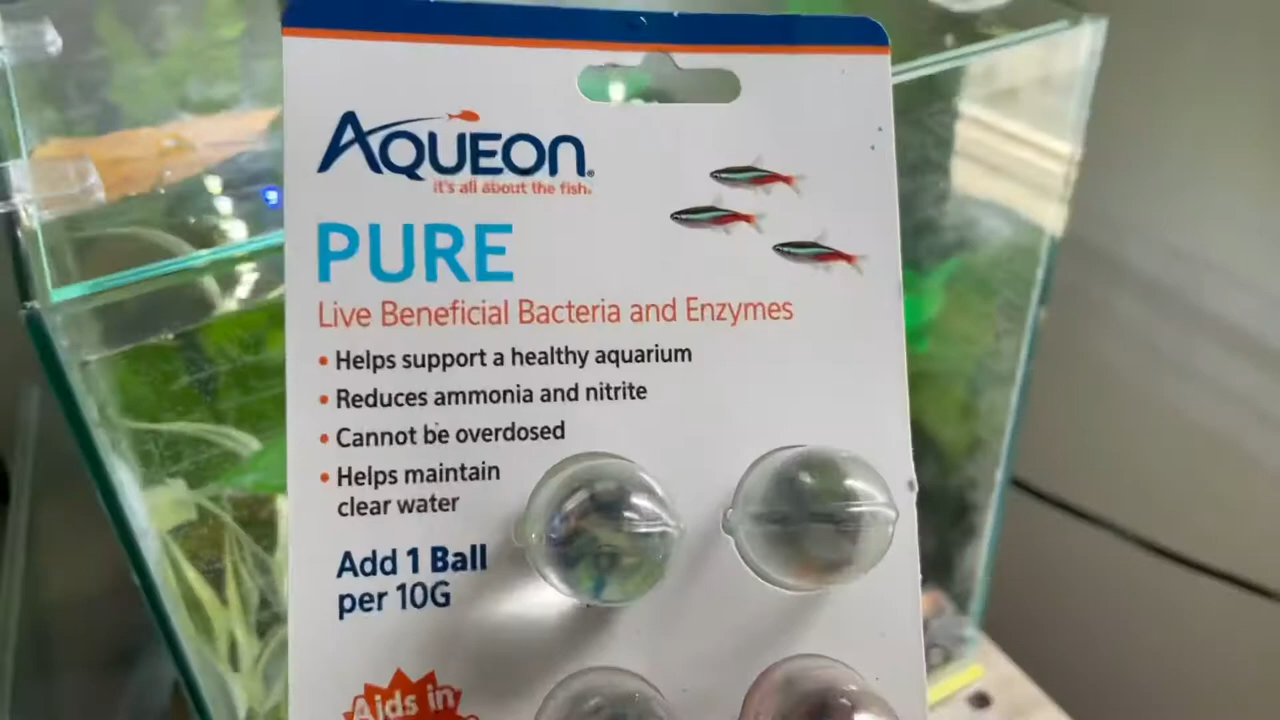 AQUEON®
it's all about the fish.
PURE
Live Beneficial Bacteria and Enzymes
• Helps support a healthy aquarium
• Reduces ammonia and nitrite
• Cannot be overdosed
• Helps maintain
clear water
Add 1 Ball
per 10G
Aids in